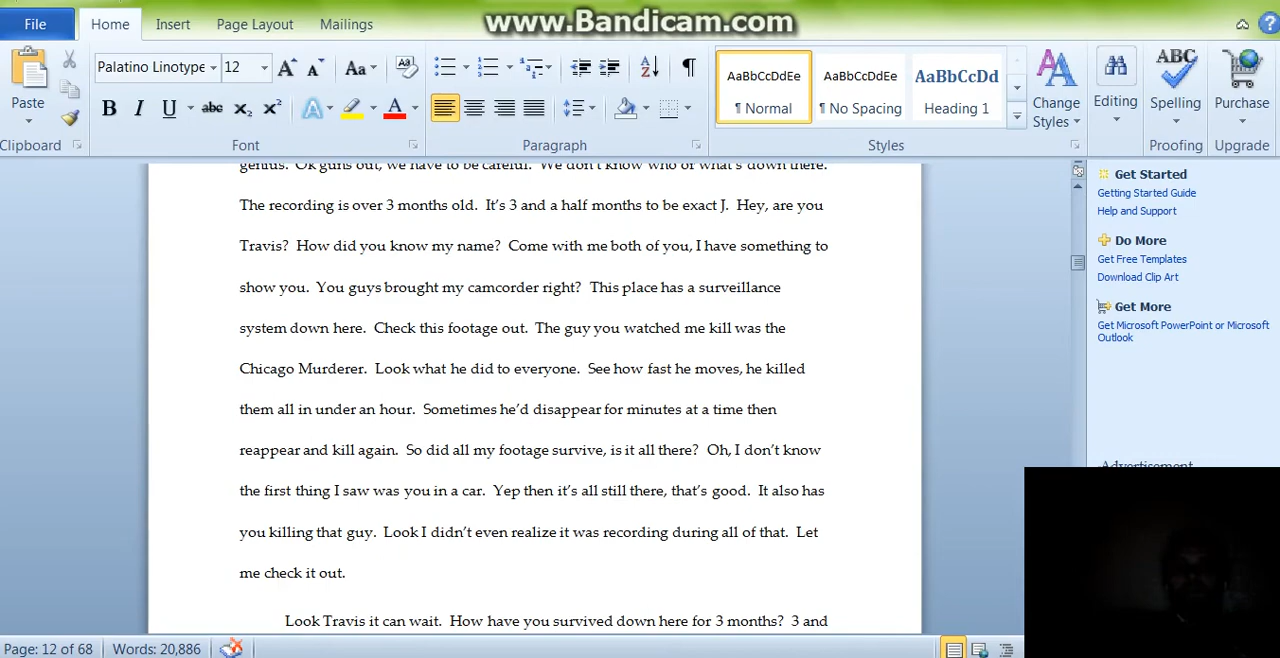 www.Bandicam.com
File Home Insert Page Layout Mailings
Paste
Clipboard
Palatino Linotype 12
Aa
B I U abc X₂ X²
A A
Font
Paragraph
AaBbCcDdEe AaBbCcDdEe AaBbCcDd
¶ Normal ¶ No Spacing Heading 1
Change Styles
Styles
Editing
ABC
Spelling
Proofing
Purchase
Upgrade
genius. Ok guns out, we have to be careful. We don't know who or what's down there.
The recording is over 3 months old. It's 3 and a half months to be exact J. Hey, are you
Travis? How did you know my name? Come with me both of you, I have something to
show you. You guys brought my camcorder right? This place has a surveillance
system down here. Check this footage out. The guy you watched me kill was the
Chicago Murderer. Look what he did to everyone. See how fast he moves, he killed
them all in under an hour. Sometimes he'd disappear for minutes at a time then
reappear and kill again. So did all my footage survive, is it all there? Oh, I don't know
the first thing I saw was you in a car. Yep then it's all still there, that's good. It also has
you killing that guy. Look I didn't even realize it was recording during all of that. Let
me check it out.
Look Travis it can wait. How have you survived down here for 3 months? 3 and
Get Started
Getting Started Guide
Help and Support
Do More
Get Free Templates
Download Clip Art
Get More
Get Microsoft PowerPoint or Microsoft
Outlook
Advertisement
Page: 12 of 68 Words: 20,886